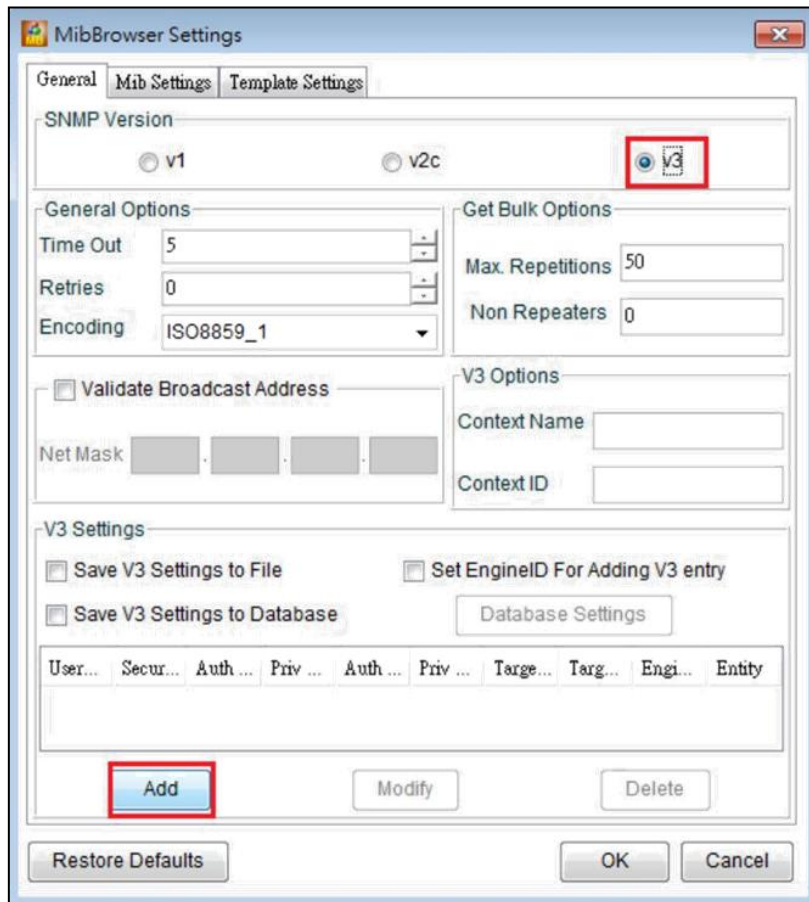 MibBrowser Settings
General Mib Settings Template Settings
SNMP Version
v1 v2c v3
General Options
Time Out 5
Retries 0
Encoding ISO8859_1
Get Bulk Options
Max. Repetitions 50
Non Repeaters 0
Validate Broadcast Address
Net Mask . . .
V3 Options
Context Name
Context ID
V3 Settings
Save V3 Settings to File Set EngineID For Adding V3 entry
Save V3 Settings to Database Database Settings
User... Secur... Auth ... Priv ... Auth ... Priv ... Targe... Targ... Engi... Entity
Add Modify Delete
Restore Defaults OK Cancel